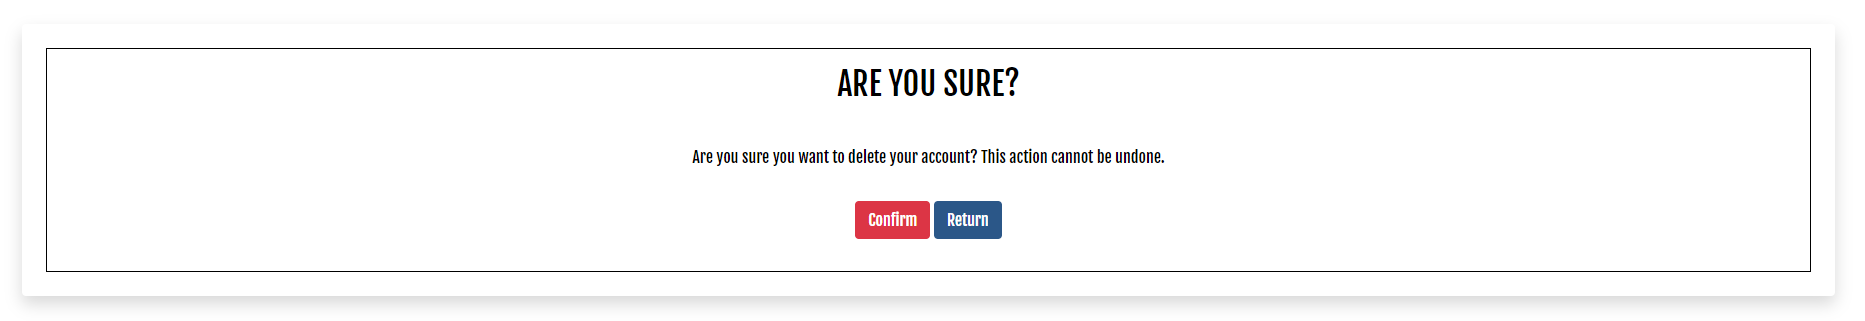 ARE YOU SURE?
Are you sure you want to delete your account? This action cannot be undone.
Confirm Return